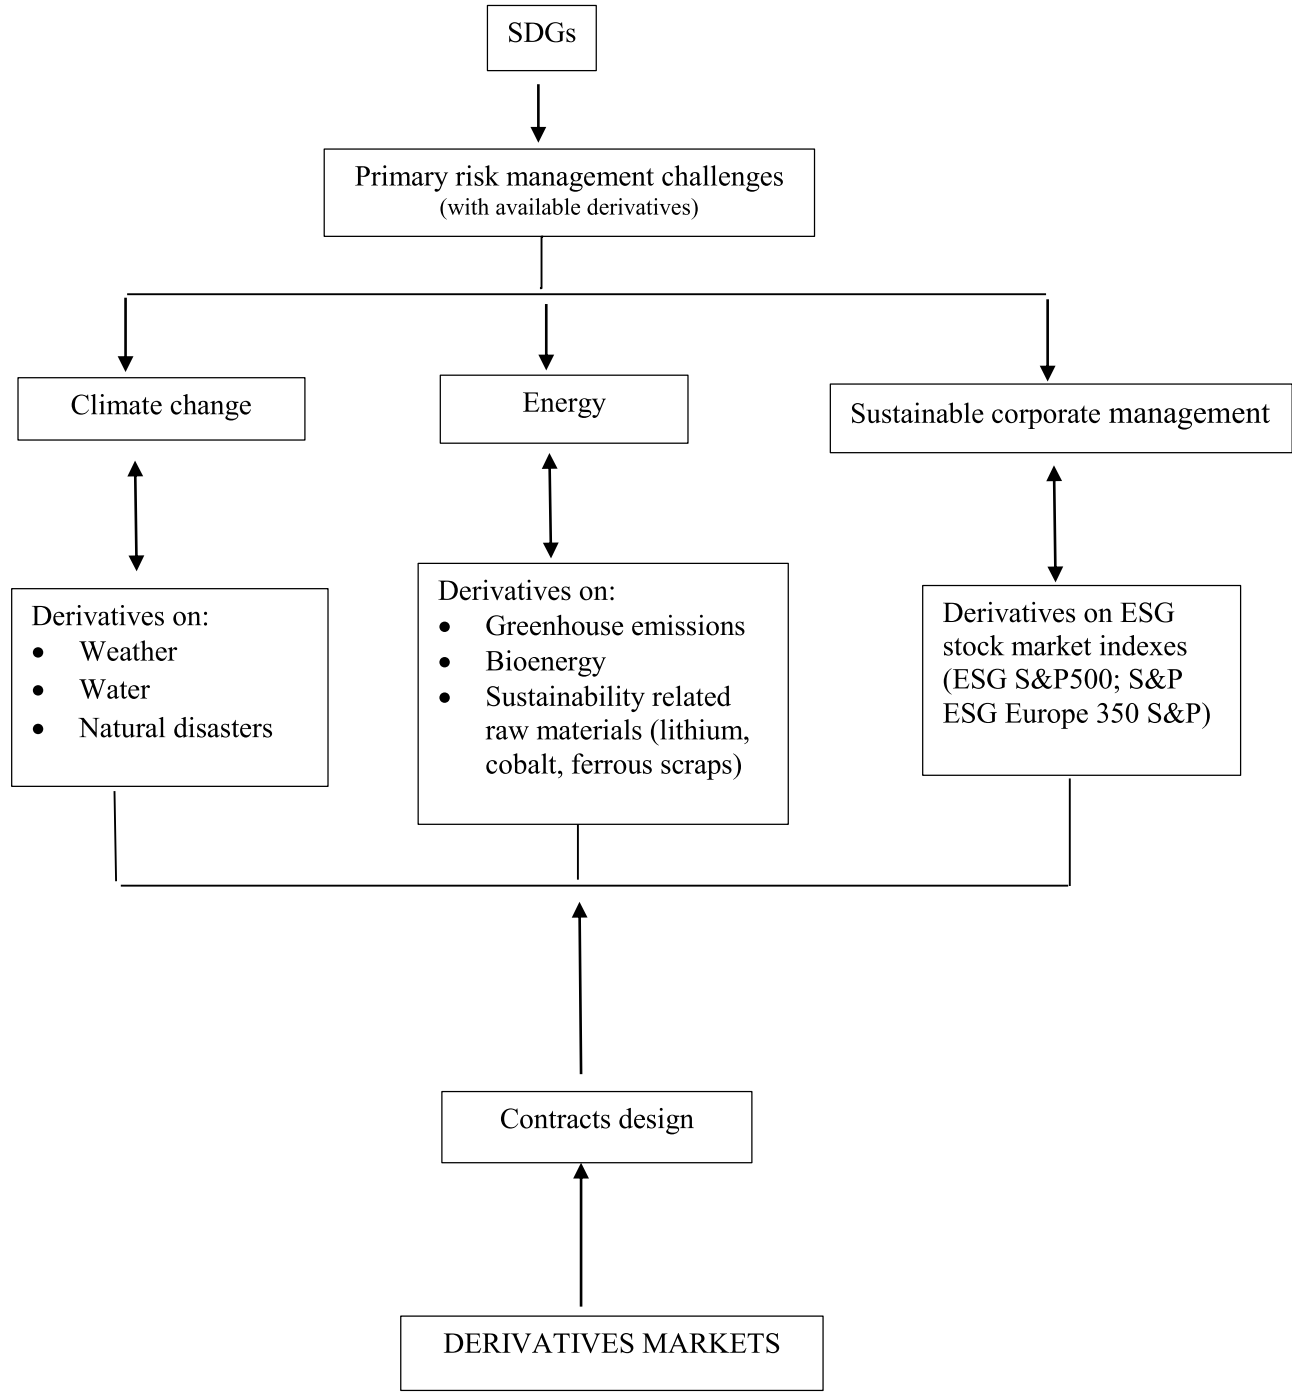 SDGs
Primary risk management challenges
(with available derivatives)
Climate change
Energy
Sustainable corporate management
Derivatives on:
• Weather
• Water
• Natural disasters
Derivatives on:
• Greenhouse emissions
• Bioenergy
• Sustainability related
raw materials (lithium,
cobalt, ferrous scraps)
Derivatives on ESG
stock market indexes
(ESG S&P500; S&P
ESG Europe 350 S&P)
Contracts design
DERIVATIVES MARKETS